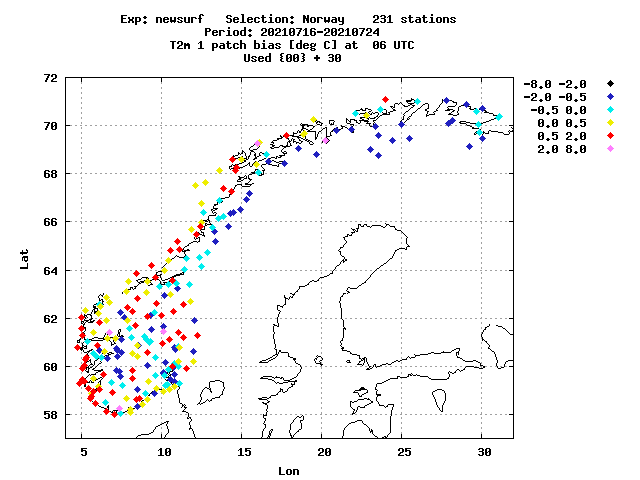 Exp: newsurf Selection: Norway 231 stations
Period: 20210716-20210724
T2m 1 patch bias [deg C] at 06 UTC
Used {00} + 30
-8.0 -2.0
-2.0 -0.5
-0.5 0.0
0.0 0.5
0.5 2.0
2.0 8.0
72
70
68
66
64
62
60
58
Lat
5 10 15 20 25 30
Lon